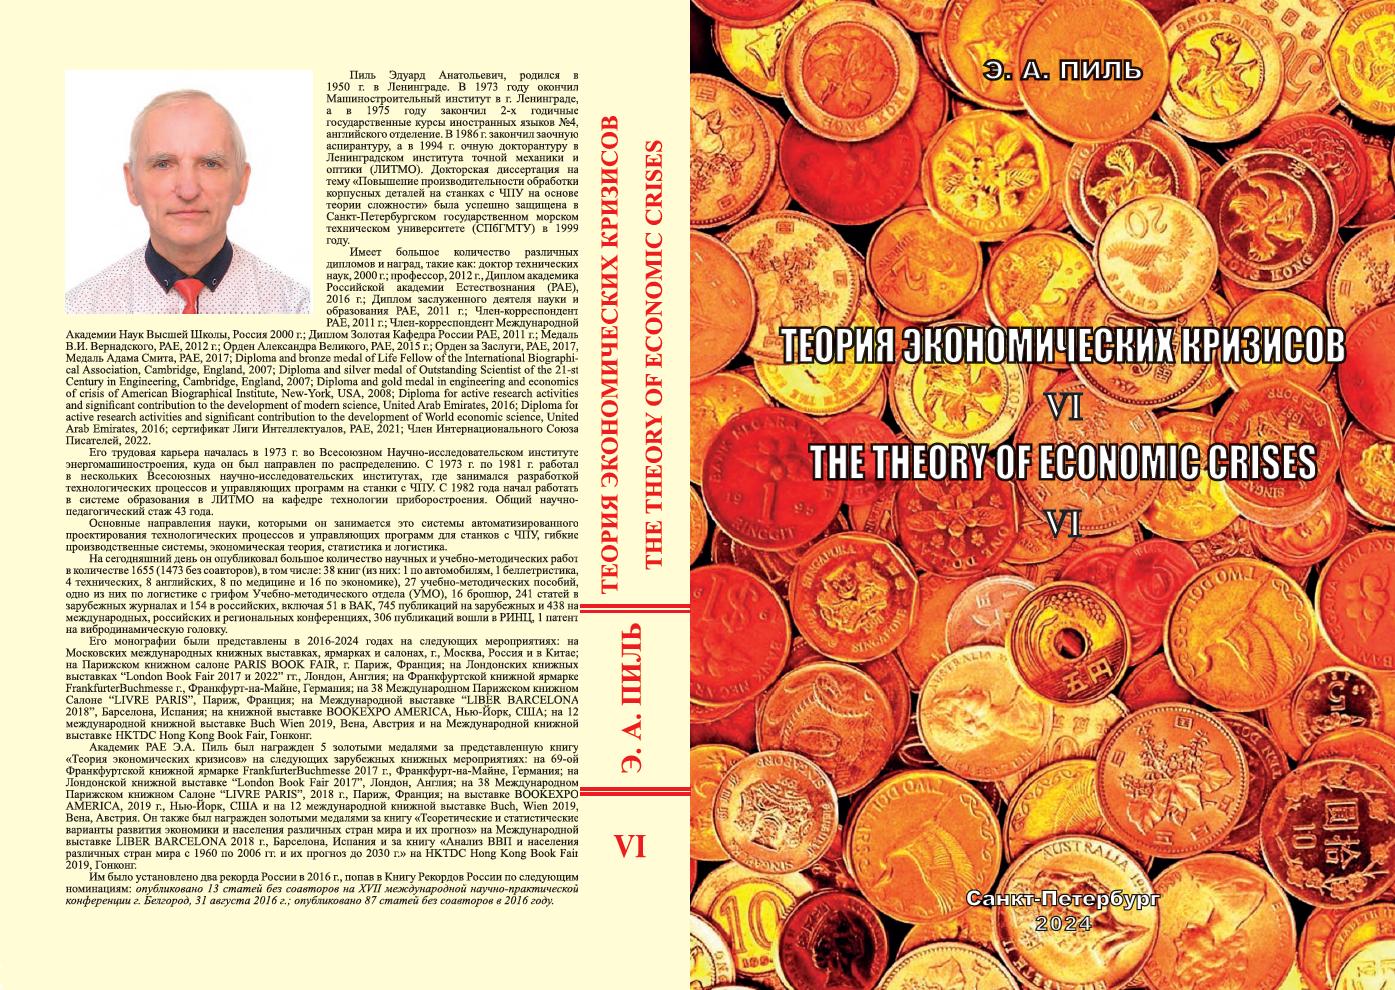 Пиль Эдуард Анатольевич, родился в
1950 г. в Ленинграде. В 1973 году окончил
Машиностроительный институт в г. Ленинграде,
а в 1975 году закончил 2-х годичные
государственные курсы иностранных языков №4,
английского отделение. В 1986 г. закончил заочную
аспирантуру, а в 1994 г. очную докторантуру в
Ленинградском института точной механики и
оптики (ЛИТМО). Докторская диссертация на
тему «Повышение производительности обработки
корпусных деталей на станках с ЧПУ на основе
теории сложности» была успешно защищена в
Санкт-Петербургском государственном морском
техническом университете (СПбГМТУ) в 1999
году.
Имеет большое количество различных
дипломов и наград, такие как: доктор технических
наук, 2000 г.; профессор, 2012 г., Диплом академика
Российской академии Естествознания (РАЕ),
2016 г.; Диплом заслуженного деятеля науки и
образования РАЕ, 2011 г.; Член-корреспондент
РАЕ, 2011 г.; Член-корреспондент Международной
Академии Наук Высшей Школы, Россия 2000 г.; Диплом Золотая Кафедра России РАЕ, 2011 г.; Медаль
В.И. Вернадского, РАЕ, 2012 г.; Орден Александра Великого, РАЕ, 2015 г.; Орден за Заслуги, РАЕ, 2017,
Медаль Адама Смита, РАЕ, 2017; Diploma and bronze medal of Life Fellow of the International Biographi-
cal Association, Cambridge, England, 2007; Diploma and silver medal of Outstanding Scientist of the 21-st
Century in Engineering, Cambridge, England, 2007; Diploma and gold medal in engineering and economics
of crisis of American Biographical Institute, New-York, USA, 2008; Diploma for active research activities
and significant contribution to the development of modern science, United Arab Emirates, 2016; Diploma for
active research activities and significant contribution to the development of World economic science, United
Arab Emirates, 2016; сертификат Лиги Интеллектуалов, РАЕ, 2021; Член Интернационального Союза
Писателей, 2022.
Его трудовая карьера началась в 1973 г. во Всесоюзном Научно-исследовательском институте
энергомашиностроения, куда он был направлен по распределению. С 1973 г. по 1981 г. работал
в нескольких Всесоюзных научно-исследовательских институтах, где занимался разработкой
технологических процессов и управляющих программ на станки с ЧПУ. С 1982 года начал работать
в системе образования в ЛИТМО на кафедре технологии приборостроения. Общий научно-
педагогический стаж 43 года.
Основные направления науки, которыми он занимается это системы автоматизированного
проектирования технологических процессов и управляющих программ для станков с ЧПУ, гибкие
производственные системы, экономическая теория, статистика и логистика.
На сегодняшний день он опубликовал большое количество научных и учебно-методических работ
в количестве 1655 (1473 без соавторов), в том числе: 38 книг (из них: 1 по автомобилям, 1 беллетристика,
4 технических, 8 английских, 8 по медицине и 16 по экономике), 27 учебно-методических пособий,
одно из них по логистике с грифом Учебно-методического отдела (УМО), 16 брошюр, 241 статей в
зарубежных журналах и 154 в российских, включая 51 в ВАК, 745 публикаций на зарубежных и 438 на
международных, российских и региональных конференциях, 306 публикаций вошли в РИНЦ, 1 патент
на вибродинамическую головку.
Его монографии были представлены в 2016-2024 годах на следующих мероприятиях: на
Московских международных книжных выставках, ярмарках и салонах, г., Москва, Россия и в Китае;
на Парижском книжном салоне PARIS BOOK FAIR, г. Париж, Франция; на Лондонских книжных
выставках “London Book Fair 2017 и 2022” гг., Лондон, Англия; на Франкфуртской книжной ярмарке
FrankfurterBuchmesse г., Франкфурт-на-Майне, Германия; на 38 Международном Парижском книжном
Салоне “LIVRE PARIS”, Париж, Франция; на Международной выставке “LIBER BARCELONA
2018”, Барселона, Испания; на книжной выставке BOOKEXPO AMERICA, Нью-Йорк, США; на 12
международной книжной выставке Buch Wien 2019, Вена, Австрия и на Международной книжной
выставке HKTDC Hong Kong Book Fair, Гонконг.
Академик РАЕ Э.А. Пиль был награжден 5 золотыми медалями за представленную книгу
«Теория экономических кризисов» на следующих зарубежных книжных мероприятиях: на 69-ой
Франкфуртской книжной ярмарке FrankfurterBuchmesse 2017 г., Франкфурт-на-Майне, Германия; на
Лондонской книжной выставке “London Book Fair 2017”, Лондон, Англия; на 38 Международном
Парижском книжном Салоне “LIVRE PARIS”, 2018 г., Париж, Франция; на выставке BOOKEXPO
AMERICA, 2019 г., Нью-Йорк, США и на 12 международной книжной выставке Buch, Wien 2019,
Вена, Австрия. Он также был награжден золотыми медалями за книгу «Теоретические и статистические
варианты развития экономики и населения различных стран мира и их прогноз» на Международной
выставке LIBER BARCELONA 2018 г., Барселона, Испания и за книгу «Анализ ВВП и населения
различных стран мира с 1960 по 2006 гг. и их прогноз до 2030 г.» на HKTDC Hong Kong Book Fair
2019, Гонконг.
Им было установлено два рекорда России в 2016 г., попав в Книгу Рекордов России по следующим
номинациям: опубликовано 13 статей без соавторов на XVII международной научно-практической
конференции г. Белгород, 31 августа 2016 г.; опубликовано 87 статей без соавторов в 2016 году.
ТЕОРИЯ ЭКОНОМИЧЕСКИХ КРИЗИСОВ
THE THEORY OF ECONOMIC CRISES
Э. А. ПИЛЬ
VI
Э. А. ПИЛЬ
ТЕОРИЯ ЭКОНОМИЧЕСКИХ КРИЗИСОВ
VI
THE THEORY OF ECONOMIC CRISES
VI
Санкт-Петербург
2024